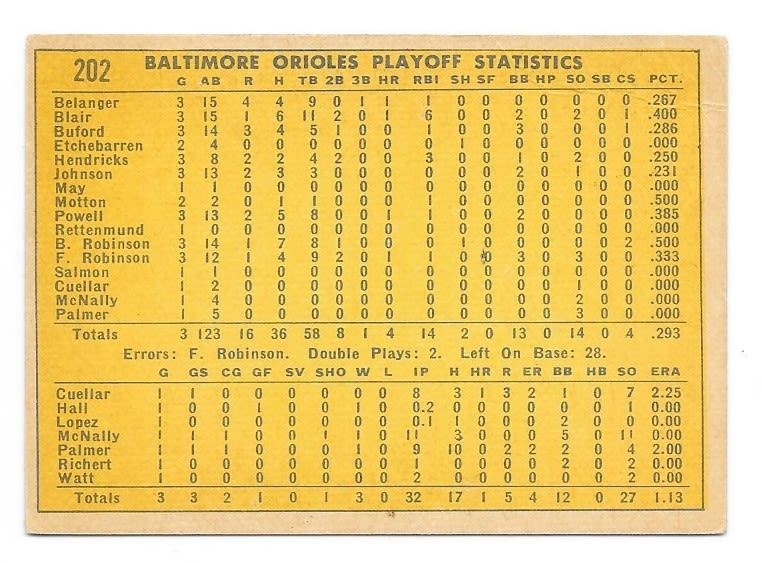 202 BALTIMORE ORIOLES PLAYOFF STATISTICS
G AB R H TB 2B 3B HR RBI SH SF BB HP SO SB CS PCT.
Belanger 3 15 4 4 9 0 1 1 1 0 0 0 0 0 0 0 .267
Blair 3 15 1 6 11 2 0 1 6 0 0 2 0 2 0 1 .400
Buford 3 14 3 4 5 1 0 0 1 0 0 3 0 0 0 1 .286
Etchebarren 2 4 0 0 0 0 0 0 0 1 0 0 0 0 0 0 .000
Hendricks 3 8 2 2 4 2 0 0 3 0 0 1 0 2 0 0 .250
Johnson 3 13 2 3 3 0 0 0 0 0 0 2 0 1 0 0 .231
May 1 1 0 0 0 0 0 0 0 0 0 0 0 0 0 0 .000
Motton 2 2 0 1 1 0 0 0 1 0 0 0 0 0 0 0 .500
Powell 3 13 2 5 8 0 0 1 1 0 0 2 0 2 0 0 .385
Rettenmund 1 0 0 0 0 0 0 0 0 0 0 0 0 0 0 0 .000
B. Robinson 3 14 1 7 8 1 0 0 0 1 0 0 0 0 0 2 .500
F. Robinson 3 12 1 4 9 2 0 1 1 0 0 3 0 3 0 0 .333
Salmon 1 1 0 0 0 0 0 0 0 0 0 0 0 0 0 0 .000
Cuellar 1 2 0 0 0 0 0 0 0 0 0 0 0 1 0 0 .000
McNally 1 4 0 0 0 0 0 0 0 0 0 0 0 2 0 0 .000
Palmer 1 5 0 0 0 0 0 0 0 0 0 0 0 3 0 0 .000
Totals 3 123 16 36 58 8 1 4 14 2 0 13 0 14 0 4 .293
Errors: F. Robinson. Double Plays: 2. Left On Base: 28.
G GS CG GF SV SHO W L IP H HR R ER BB HB SO ERA
Cuellar 1 1 0 0 0 0 0 0 8 3 1 3 2 1 0 7 2.25
Hall 1 0 0 1 0 0 1 0 0.2 0 0 0 0 0 0 1 0.00
Lopez 1 0 0 0 0 0 0 0 0.1 1 0 0 0 2 0 0 0.00
McNally 1 1 1 0 0 1 1 0 11 3 0 0 0 5 0 11 0.00
Palmer 1 1 1 0 0 0 1 0 9 10 0 2 2 2 0 4 2.00
Richert 1 0 0 0 0 0 0 0 1 0 0 0 0 2 0 2 0.00
Watt 1 0 0 0 0 0 0 0 2 0 0 0 0 0 0 2 0.00
Totals 3 3 2 1 0 1 3 0 32 17 1 5 4 12 0 27 1.13